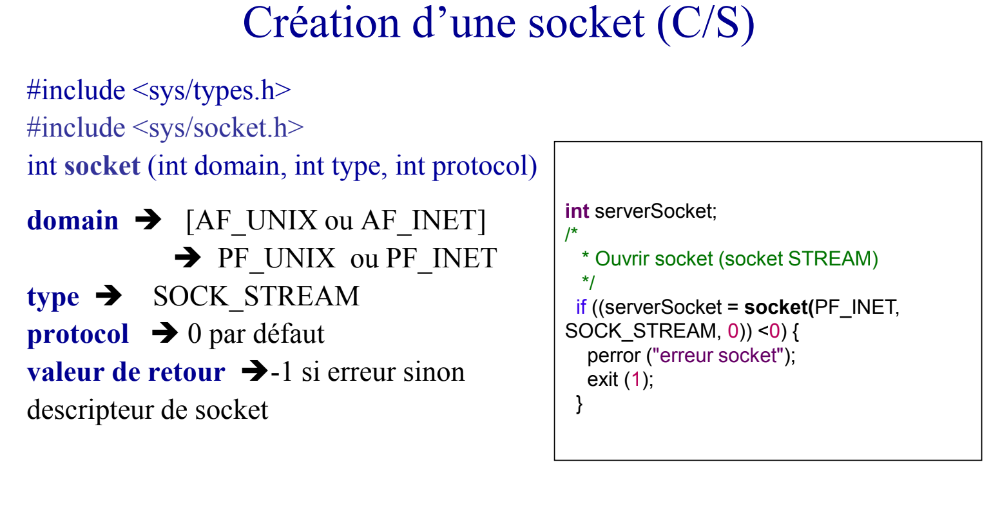 Création d’une socket (C/S)
#include <sys/types.h>
#include <sys/socket.h>
int socket (int domain, int type, int protocol)
domain ➔ [AF_UNIX ou AF_INET]
➔ PF_UNIX ou PF_INET
type ➔ SOCK_STREAM
protocol ➔ 0 par défaut
valeur de retour ➔-1 si erreur sinon
descripteur de socket
int serverSocket;
/*
* Ouvrir socket (socket STREAM)
*/
if ((serverSocket = socket(PF_INET,
SOCK_STREAM, 0)) <0) {
perror ("erreur socket");
exit (1);
}